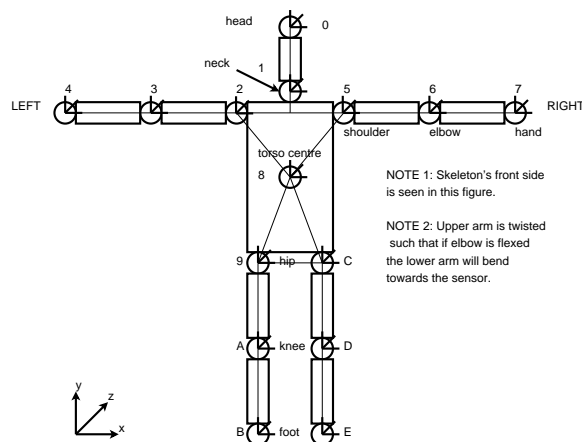 head 0
1
neck
4 3 2 5 6 7
LEFT RIGHT
shoulder elbow hand
torso centre
8
NOTE 1: Skeleton's front side
is seen in this figure.
NOTE 2: Upper arm is twisted
such that if elbow is flexed
the lower arm will bend
towards the sensor.
9 hip C
A knee D
B foot E
y
z
x